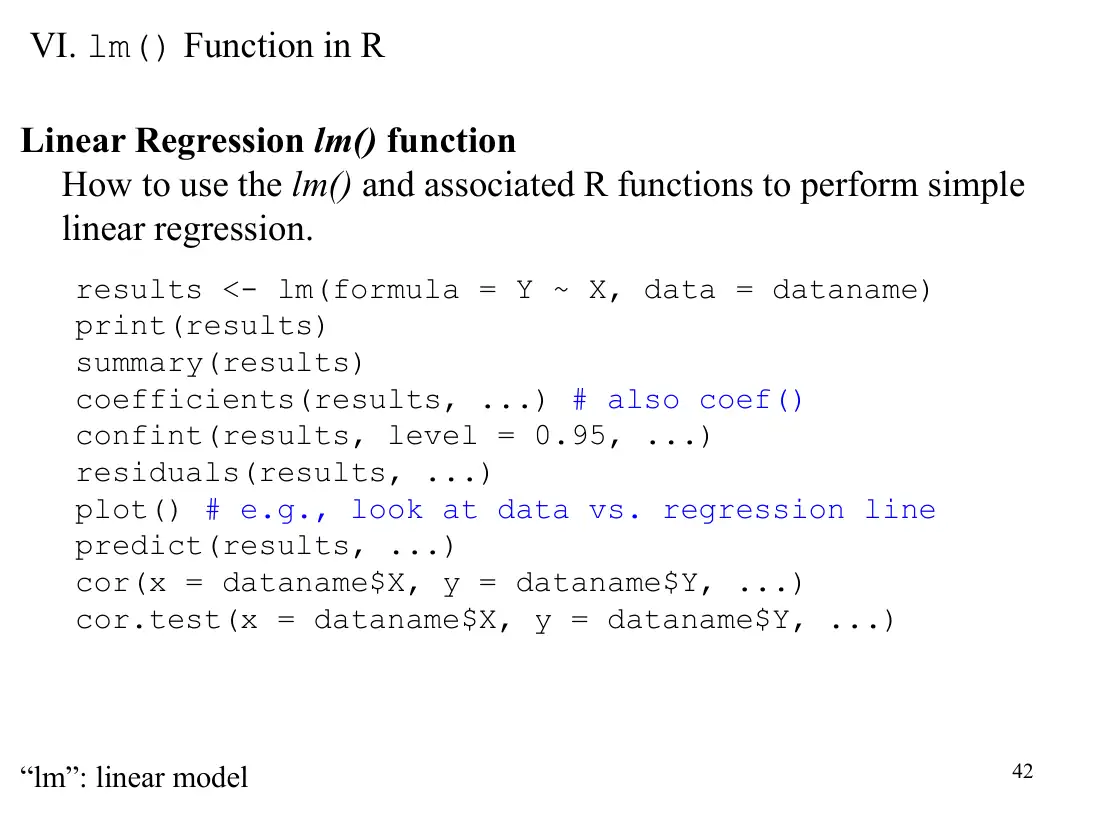 VI. lm() Function in R
Linear Regression lm() function
How to use the lm() and associated R functions to perform simple
linear regression.
results <- lm(formula = Y ~ X, data = dataname)
print(results)
summary(results)
coefficients(results, ...) # also coef()
confint(results, level = 0.95, ...)
residuals(results, ...)
plot() # e.g., look at data vs. regression line
predict(results, ...)
cor(x = dataname$X, y = dataname$Y, ...)
cor.test(x = dataname$X, y = dataname$Y, ...)
“lm”: linear model
42